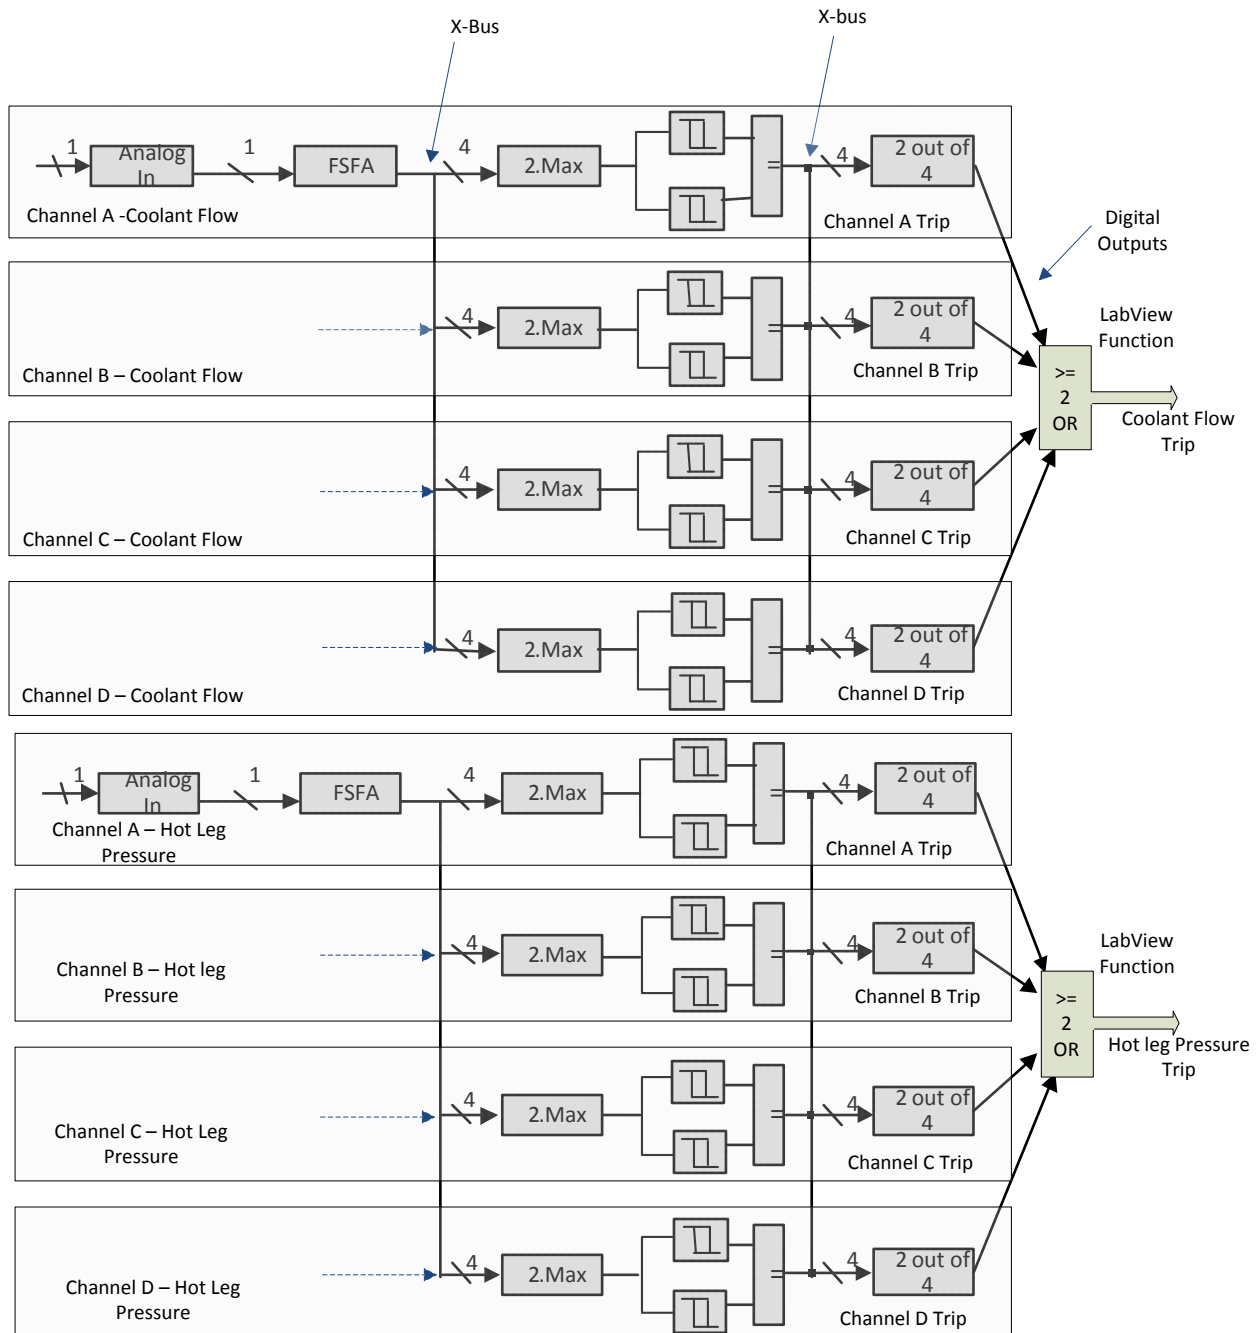 X-Bus
X-bus
1
Analog
In
1
FSFA
4
2.Max
=
4
2 out of
4
Channel A -Coolant Flow
Channel A Trip
Digital
Outputs
4
2.Max
=
4
2 out of
4
Channel B – Coolant Flow
Channel B Trip
LabView
Function
>=
2
OR
Coolant Flow
Trip
4
2.Max
=
4
2 out of
4
Channel C – Coolant Flow
Channel C Trip
4
2.Max
=
4
2 out of
4
Channel D – Coolant Flow
Channel D Trip
1
Analog
In
1
FSFA
4
2.Max
=
4
2 out of
4
Channel A – Hot Leg
Pressure
Channel A Trip
4
2.Max
=
4
2 out of
4
Channel B – Hot leg
Pressure
Channel B Trip
LabView
Function
>=
2
OR
Hot leg Pressure
Trip
4
2.Max
=
4
2 out of
4
Channel C – Hot Leg
Pressure
Channel C Trip
4
2.Max
=
4
2 out of
4
Channel D – Hot Leg
Pressure
Channel D Trip